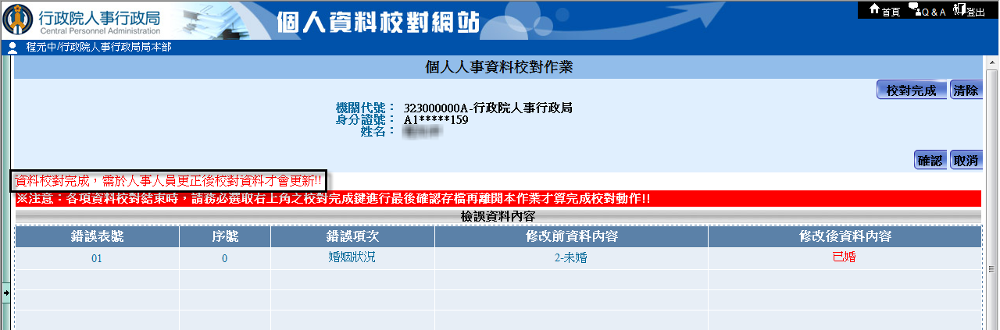 行政院人事行政局
Central Personnel Administration
個人資料校對網站
首頁 Q & A 登出
程元中/行政院人事行政局局本部
個人人事資料校對作業
校對完成 清除
機關代號： 323000000A-行政院人事行政局
身分證號： A1*****159
姓名：
確認 取消
資料校對完成，需於人事人員更正後校對資料才會更新!!
※注意：各項資料校對結束時，請務必選取右上角之校對完成鍵進行最後確認存檔再離開本作業才算完成校對動作!!
檢誤資料內容
錯誤表號 序號 錯誤項次 修改前資料內容 修改後資料內容
01 0 婚姻狀況 2-未婚 已婚